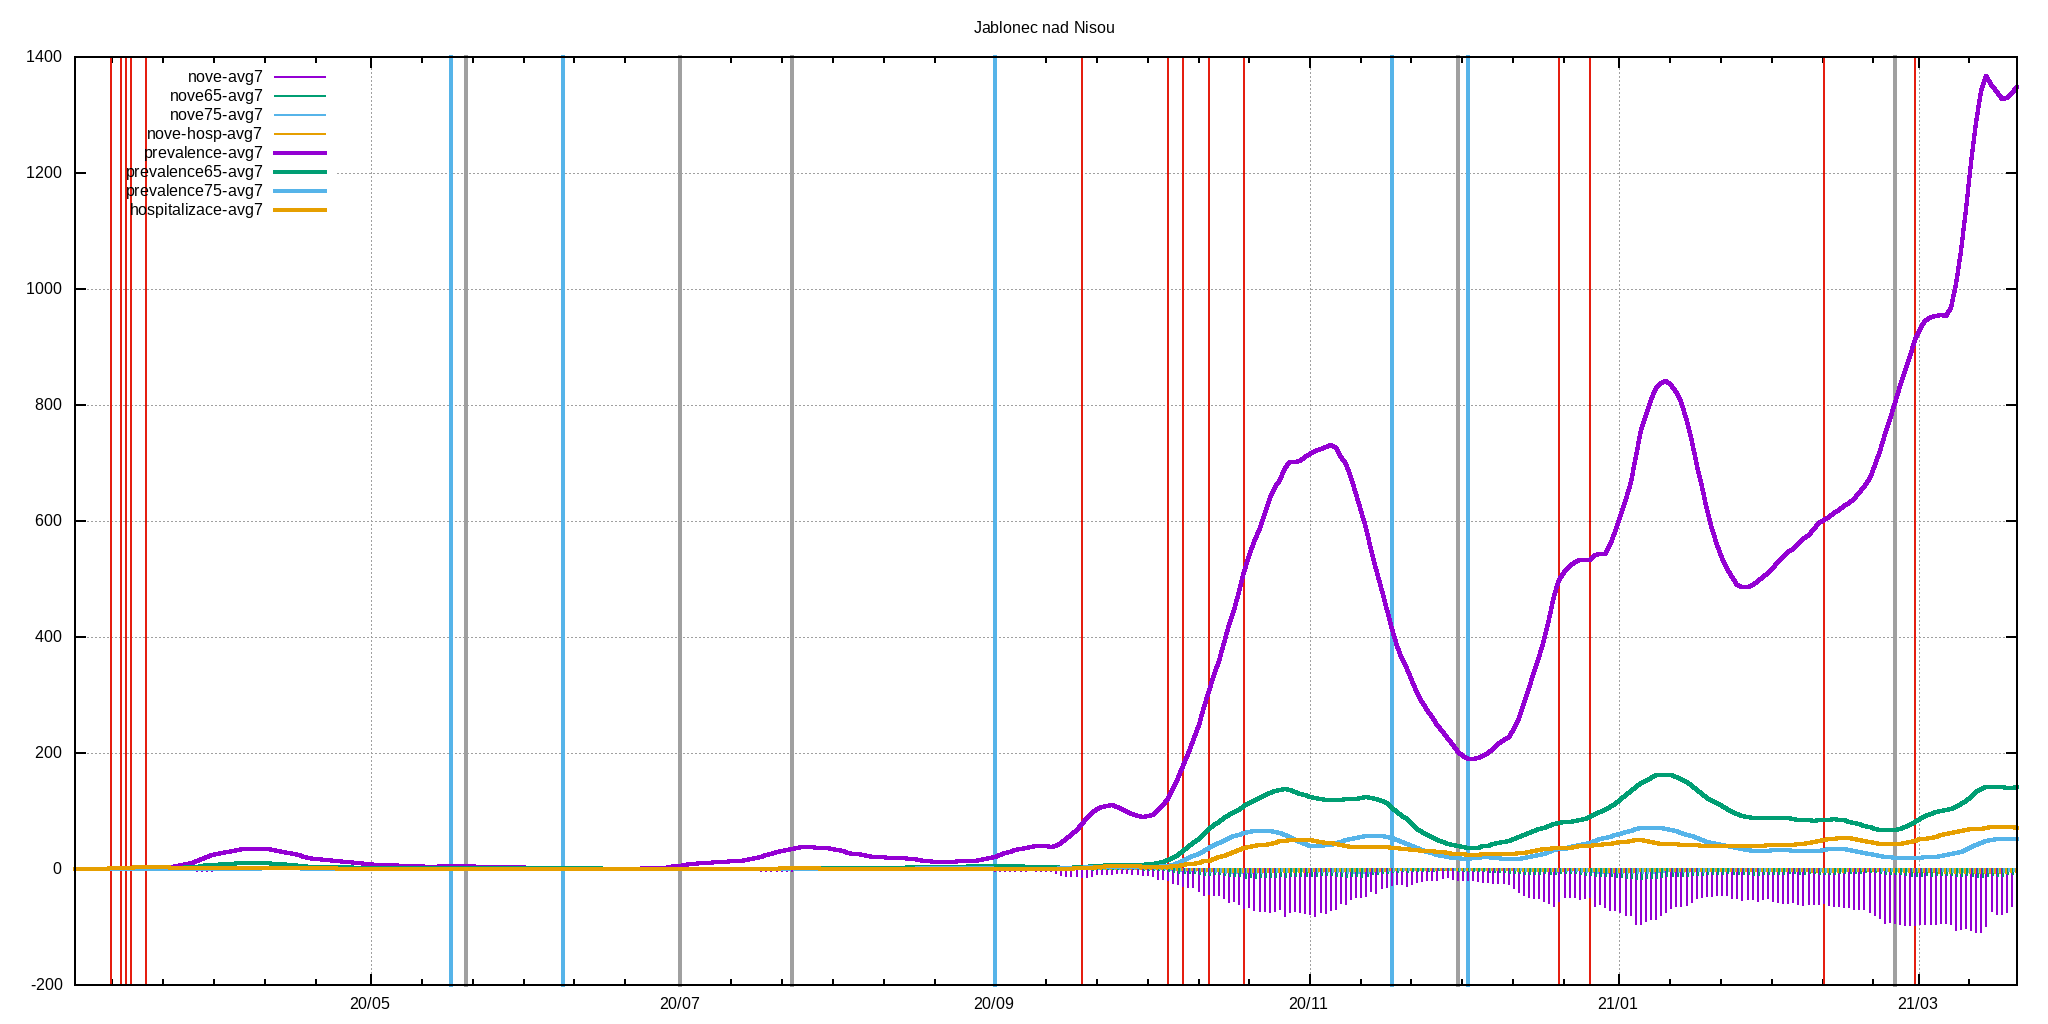 Jablonec nad Nisou
1400
1200
1000
800
600
400
200
0
-200
nove-avg7
nove65-avg7
nove75-avg7
nove-hosp-avg7
prevalence-avg7
prevalence65-avg7
prevalence75-avg7
hospitalizace-avg7
20/05 20/07 20/09 20/11 21/01 21/03